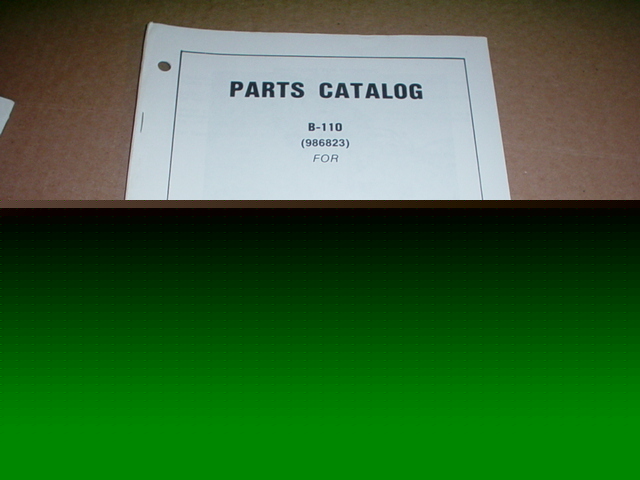 PARTS CATALOG
B-110
(986823)
FOR